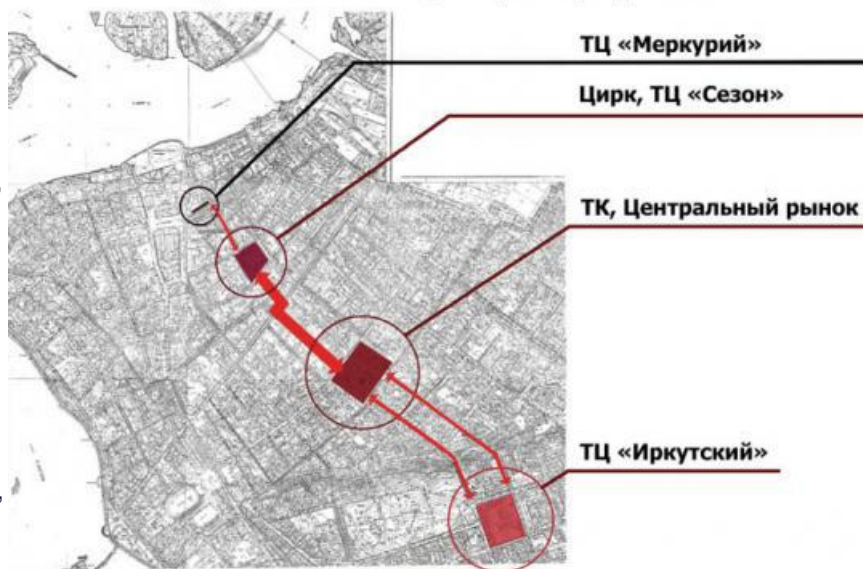 ТЦ «Меркурий»
Цирк, ТЦ «Сезон»
ТК, Центральный рынок
ТЦ «Иркутский»